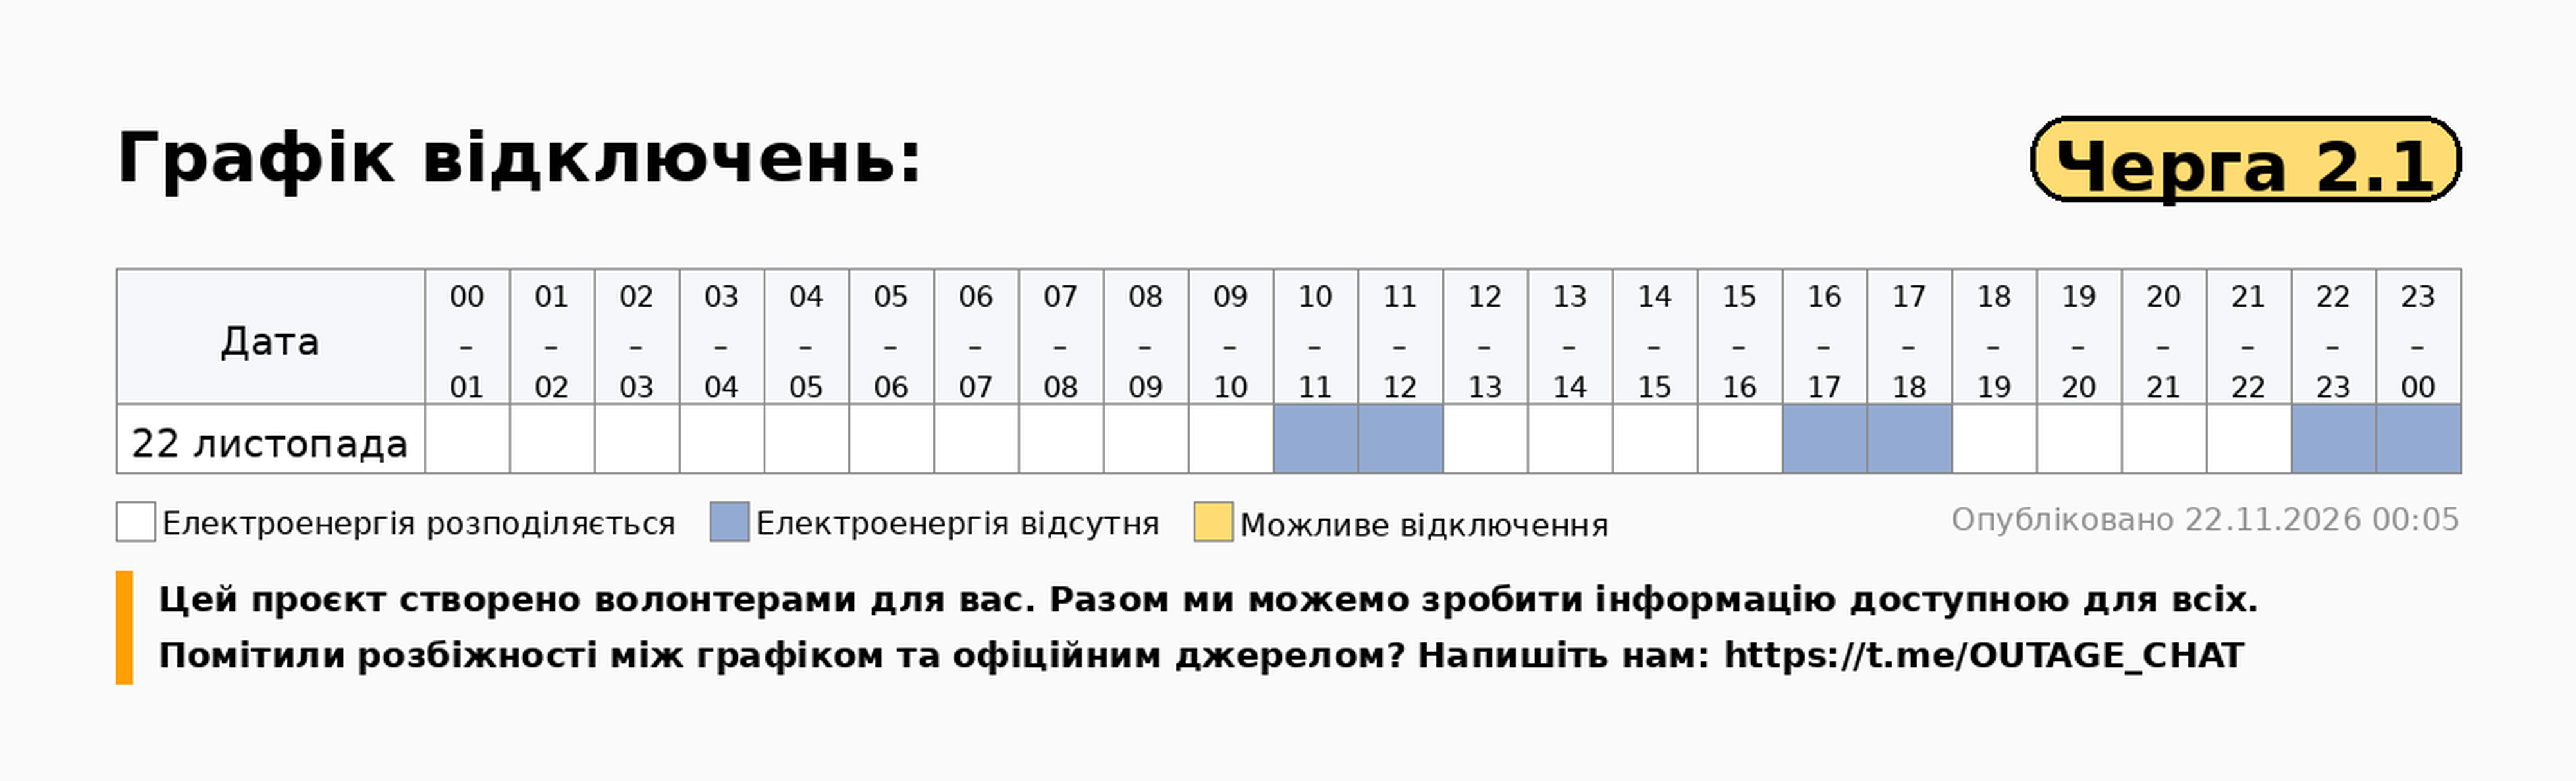 Графік відключень:
Черга 2.1
Дата
00 – 01
01 – 02
02 – 03
03 – 04
04 – 05
05 – 06
06 – 07
07 – 08
08 – 09
09 – 10
10 – 11
11 – 12
12 – 13
13 – 14
14 – 15
15 – 16
16 – 17
17 – 18
18 – 19
19 – 20
20 – 21
21 – 22
22 – 23
23 – 00
22 листопада
Електроенергія розподіляється
Електроенергія відсутня
Можливе відключення
Опубліковано 22.11.2026 00:05
Цей проєкт створено волонтерами для вас. Разом ми можемо зробити інформацію доступною для всіх.
Помітили розбіжності між графіком та офіційним джерелом? Напишіть нам: https://t.me/OUTAGE_CHAT